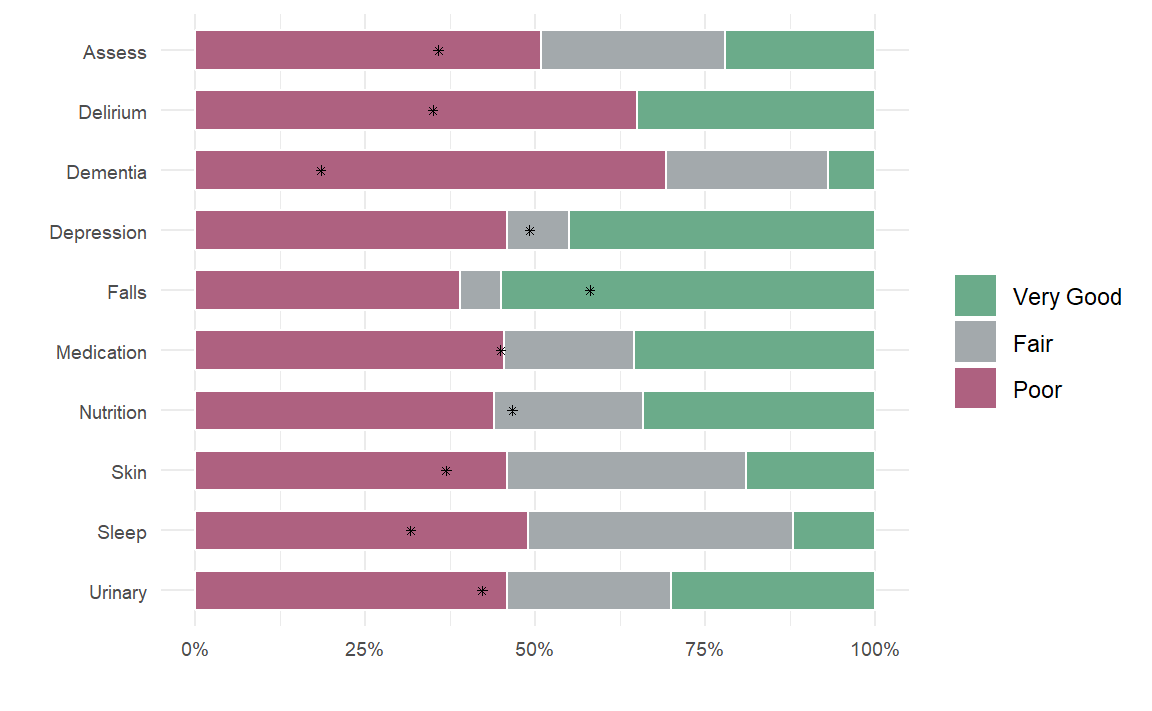 Assess
Delirium
Dementia
Depression
Falls
Medication
Nutrition
Skin
Sleep
Urinary
0% 25% 50% 75% 100%
Very Good
Fair
Poor